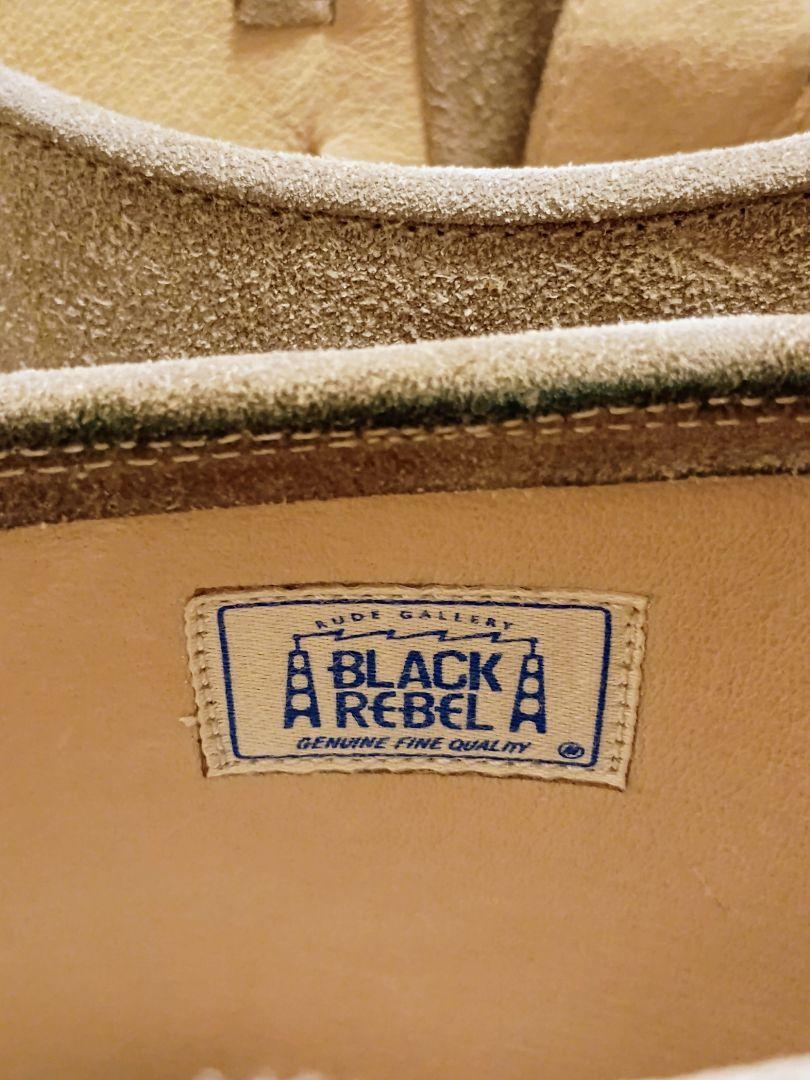 RUDE GALLERY
BLACK
REBEL
GENUINE FINE QUALITY